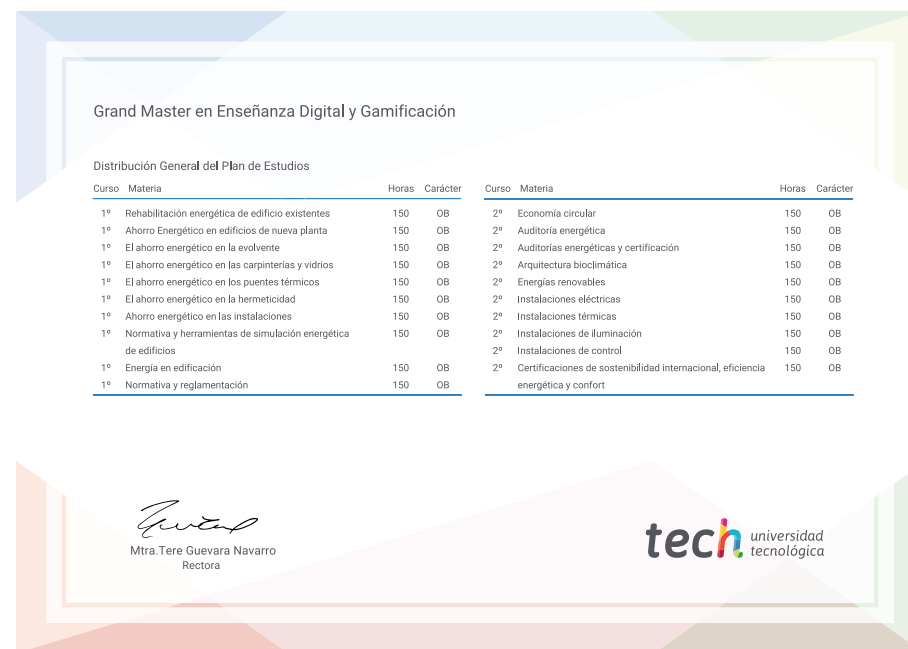 Grand Master en Enseñanza Digital y Gamificación
Distribución General del Plan de Estudios
Curso Materia Horas Carácter
1º Rehabilitación energética de edificio existentes 150 OB
1º Ahorro Energético en edificios de nueva planta 150 OB
1º El ahorro energético en la evolvente 150 OB
1º El ahorro energético en las carpinterías y vidrios 150 OB
1º El ahorro energético en los puentes térmicos 150 OB
1º El ahorro energético en la hermeticidad 150 OB
1º Ahorro energético en las instalaciones 150 OB
1º Normativa y herramientas de simulación energética 150 OB
de edificios
1º Energía en edificación 150 OB
1º Normativa y reglamentación 150 OB
Curso Materia Horas Carácter
2º Economía circular 150 OB
2º Auditoría energética 150 OB
2º Auditorías energéticas y certificación 150 OB
2º Arquitectura bioclimática 150 OB
2º Energías renovables 150 OB
2º Instalaciones eléctricas 150 OB
2º Instalaciones térmicas 150 OB
2º Instalaciones de iluminación 150 OB
2º Instalaciones de control 150 OB
2º Certificaciones de sostenibilidad internacional, eficiencia 150 OB
energética y confort
Mtra.Tere Guevara Navarro
Rectora
tech universidad
tecnológica